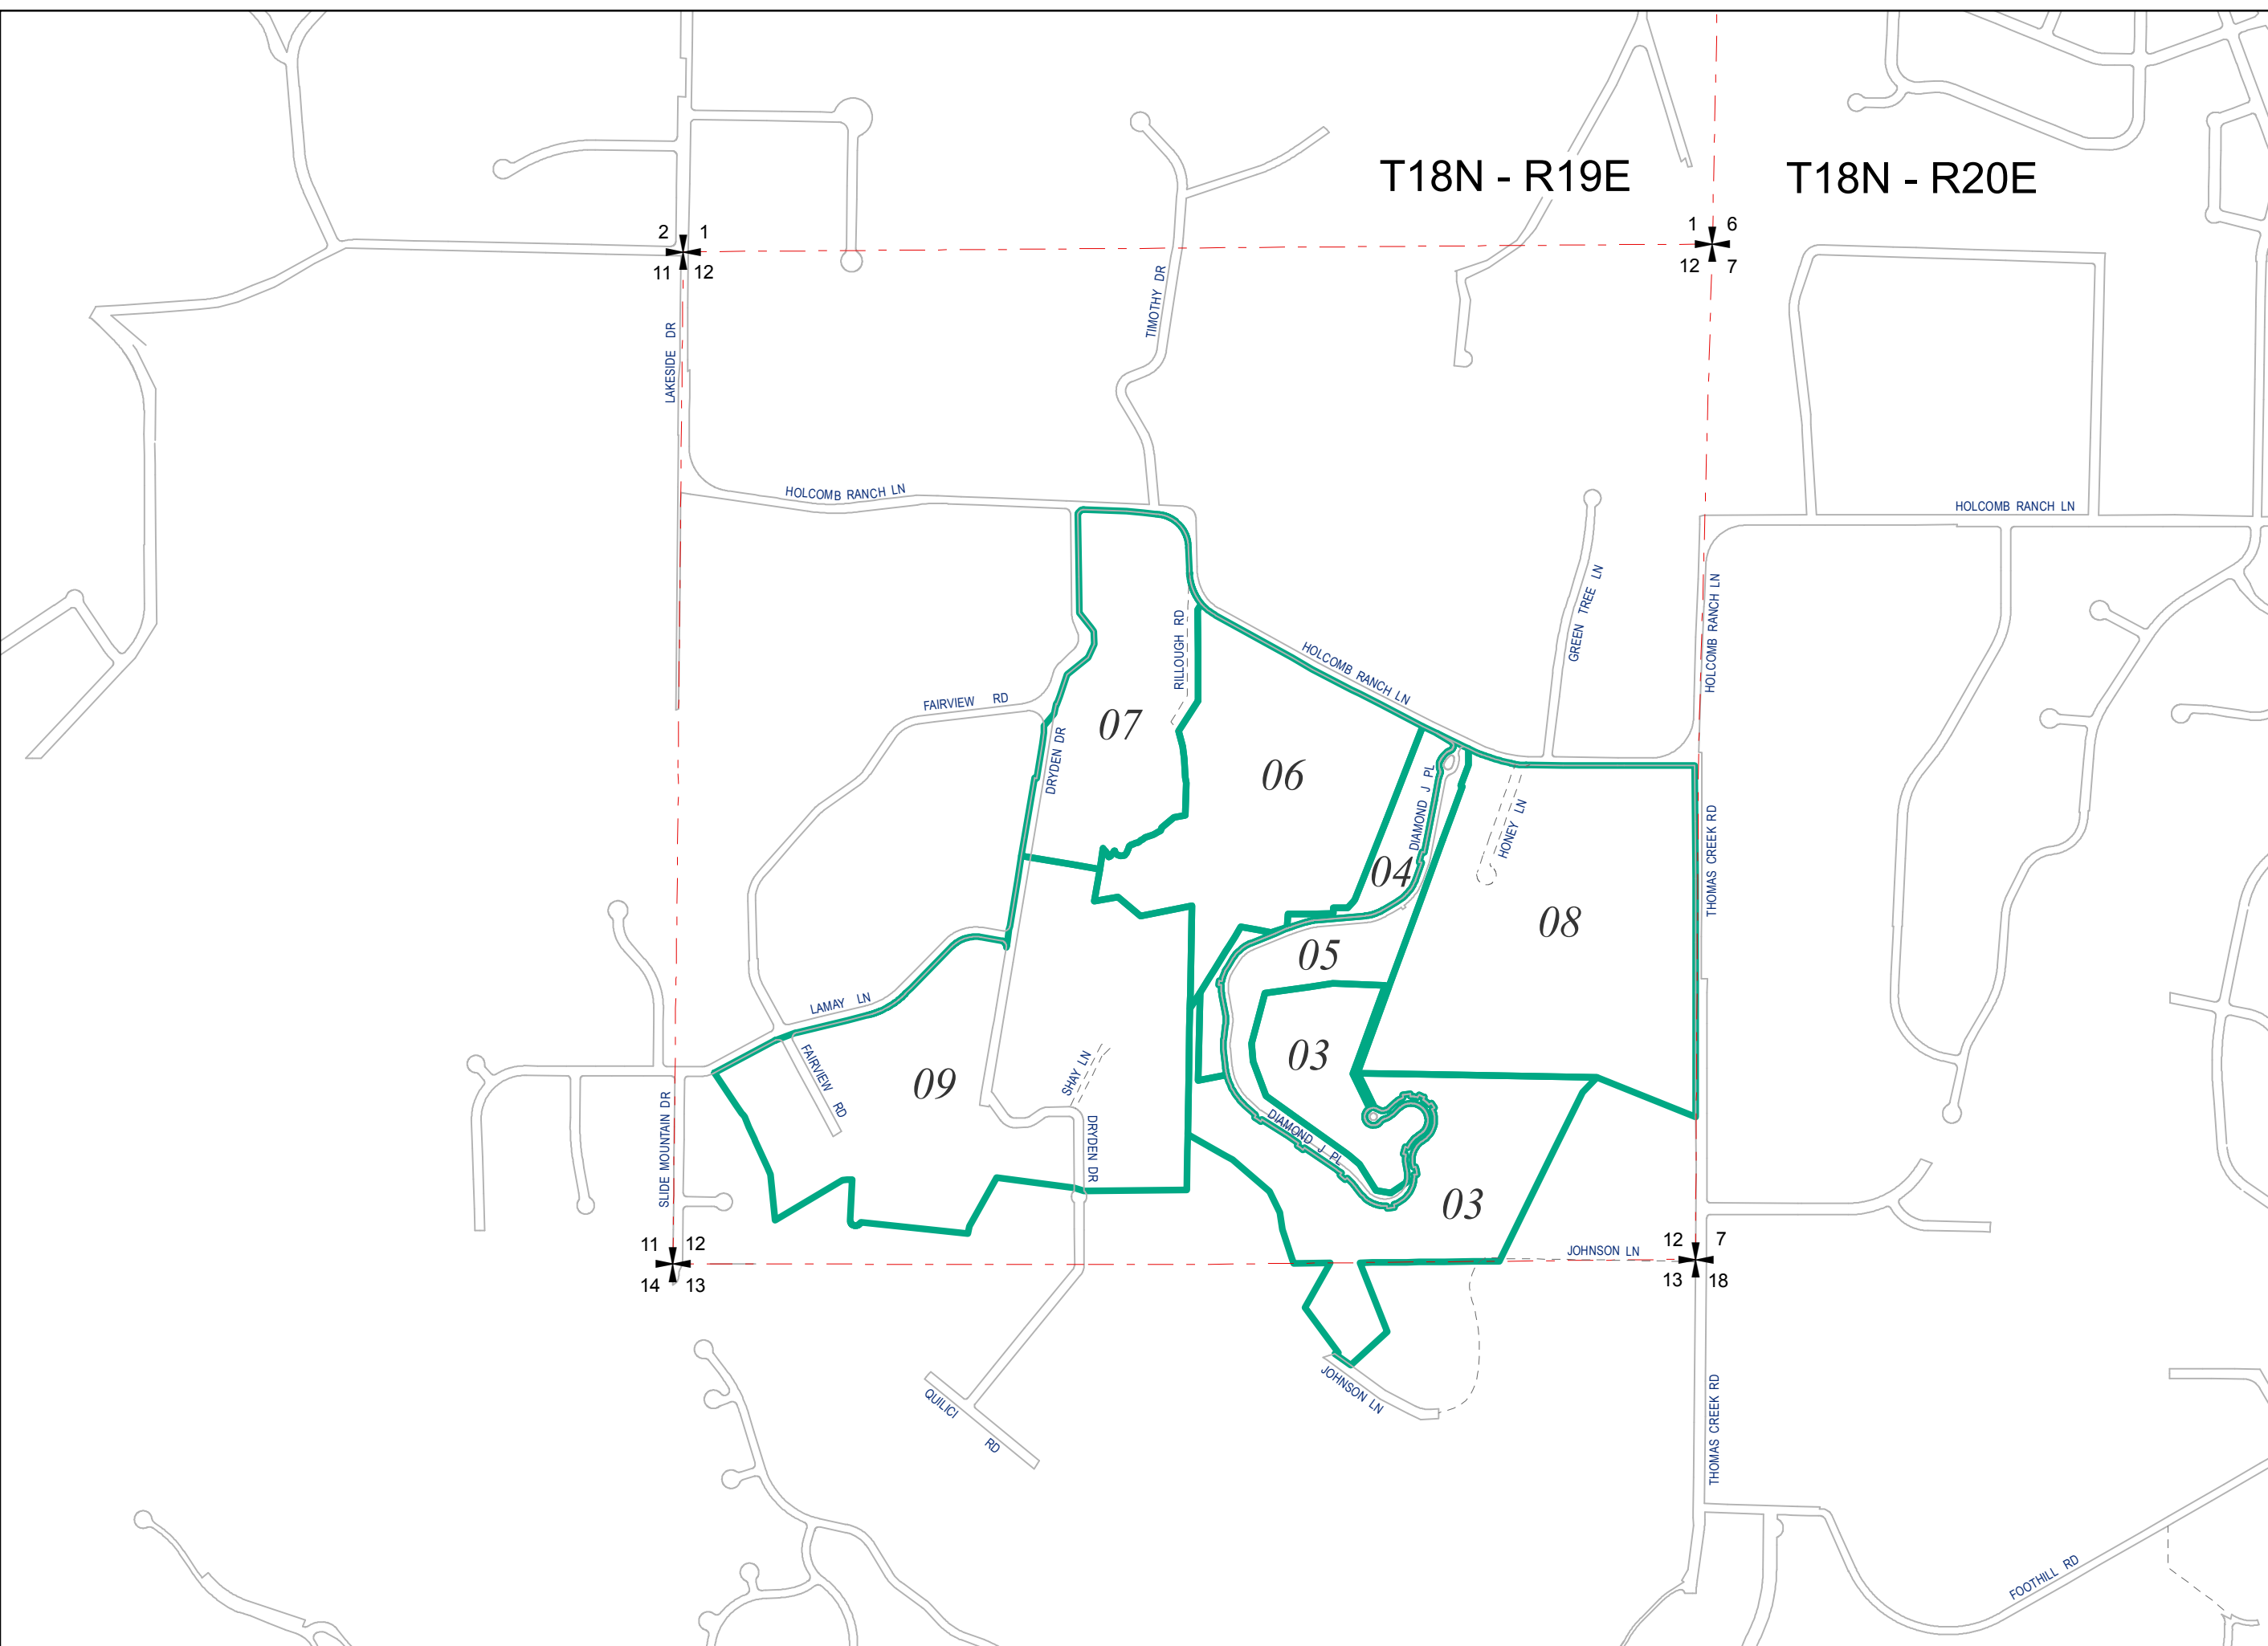 T18N - R19E
T18N - R20E
2 1
11 12
1 6
12 7
LAKESIDE DR
TIMOTHY DR
HOLCOMB RANCH LN
HOLCOMB RANCH LN
GREEN TREE LN
HOLCOMB RANCH LN
RILLOUGH RD
HOLCOMB RANCH LN
FAIRVIEW RD
07
DRYDEN DR
06
DIAMOND J PL
HONEY LN
THOMAS CREEK RD
04
08
05
LAMAY LN
FAIRVIEW RD
09
SHAY LN
03
SLIDE MOUNTAIN DR
DRYDEN DR
DIAMOND J PL
03
11 12
14 13
JOHNSON LN
12 7
13 18
JOHNSON LN
QUILICI RD
THOMAS CREEK RD
FOOTHILL RD